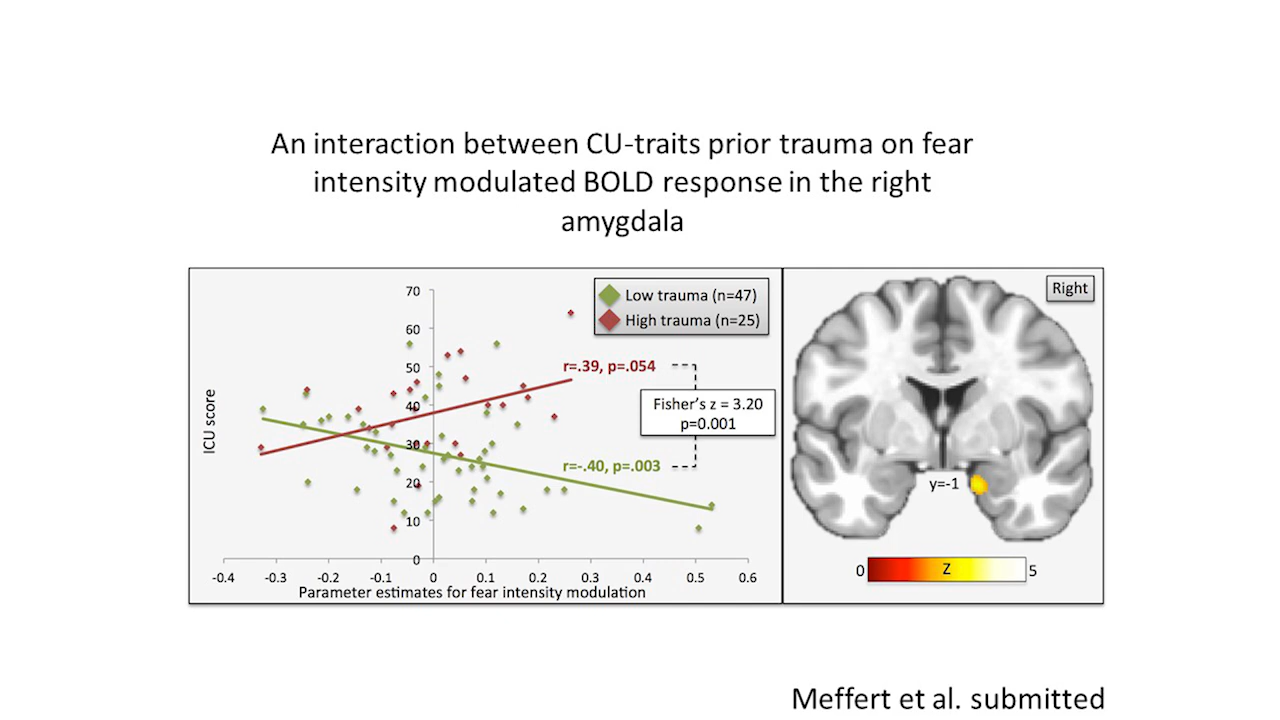 An interaction between CU-traits prior trauma on fear
intensity modulated BOLD response in the right
amygdala
Low trauma (n=47)
High trauma (n=25)
Right
70
60
50
40
30
20
10
0
ICU score
r=.39, p=.054
Fisher's z = 3.20
p=0.001
r=-.40, p=.003
-0.4 -0.3 -0.2 -0.1 0 0.1 0.2 0.3 0.4 0.5 0.6
Parameter estimates for fear intensity modulation
y=-1
0 Z 5
Meffert et al. submitted